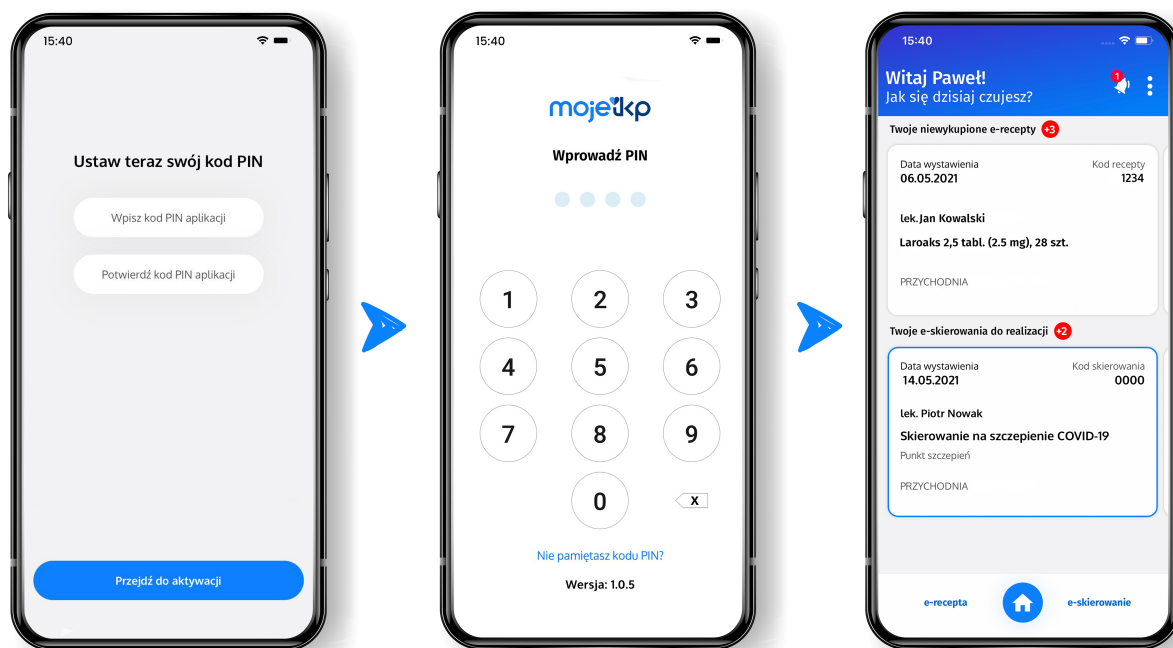 15:40
Ustaw teraz swój kod PIN
Wpisz kod PIN aplikacji
Potwierdź kod PIN aplikacji
Przejdź do aktywacji
15:40
mojeikp
Wprowadź PIN
1 2 3
4 5 6
7 8 9
0 X
Nie pamiętasz kodu PIN?
Wersja: 1.0.5
15:40
Witaj Paweł!
1
Jak się dzisiaj czujesz?
Twoje niewykupione e-recepty +3
Data wystawienia Kod recepty
06.05.2021 1234
lek.Jan Kowalski
Laroaks 2,5 tabl. (2.5 mg), 28 szt.
PRZYCHODNIA
Twoje e-skierowania do realizacji +2
Data wystawienia Kod skierowania
14.05.2021 0000
lek. Piotr Nowak
Skierowanie na szczepienie COVID-19
Punkt szczepień
PRZYCHODNIA
e-recepta e-skierowanie